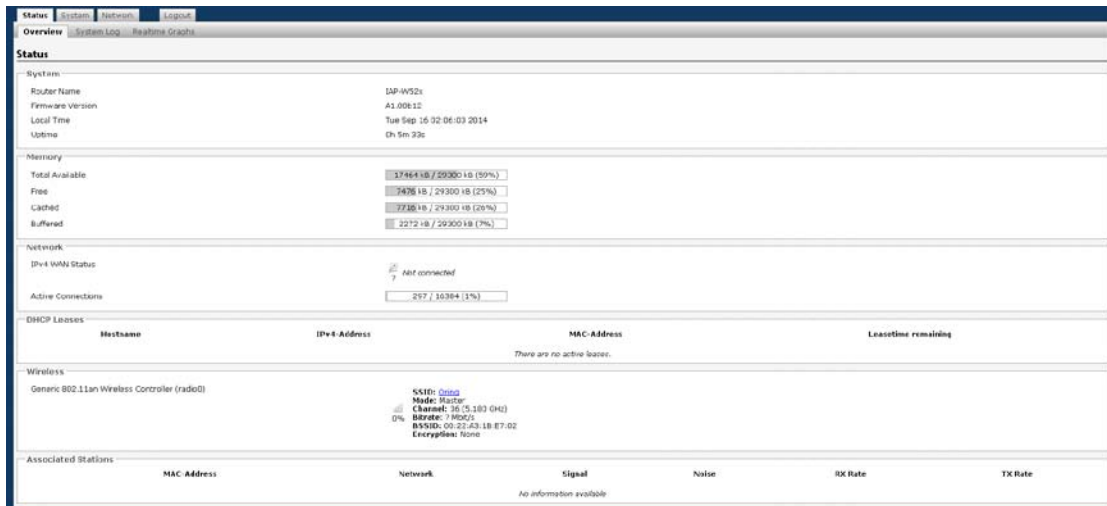 Status System Network Logout
Overview System Log Realtime Graphs
Status
System
Router Name IAP-W52s
Firmware Version A1.00b12
Local Time Tue Sep 16 02:06:03 2014
Uptime 0h 5m 33s
Memory
Total Available 17464 kB / 29300 kB (59%)
Free 7476 kB / 29300 kB (25%)
Cached 7716 kB / 29300 kB (26%)
Buffered 2272 kB / 29300 kB (7%)
Network
IPv4 WAN Status ? Not connected
Active Connections 297 / 16384 (1%)
DHCP Leases
Hostname IPv4-Address MAC-Address Leasetime remaining
There are no active leases.
Wireless
Generic 802.11an Wireless Controller (radio0)
0%
SSID: Oring
Mode: Master
Channel: 36 (5.180 GHz)
Bitrate: ? Mbit/s
BSSID: 00:22:A3:1B:E7:02
Encryption: None
Associated Stations
MAC-Address Network Signal Noise RX Rate TX Rate
No information available